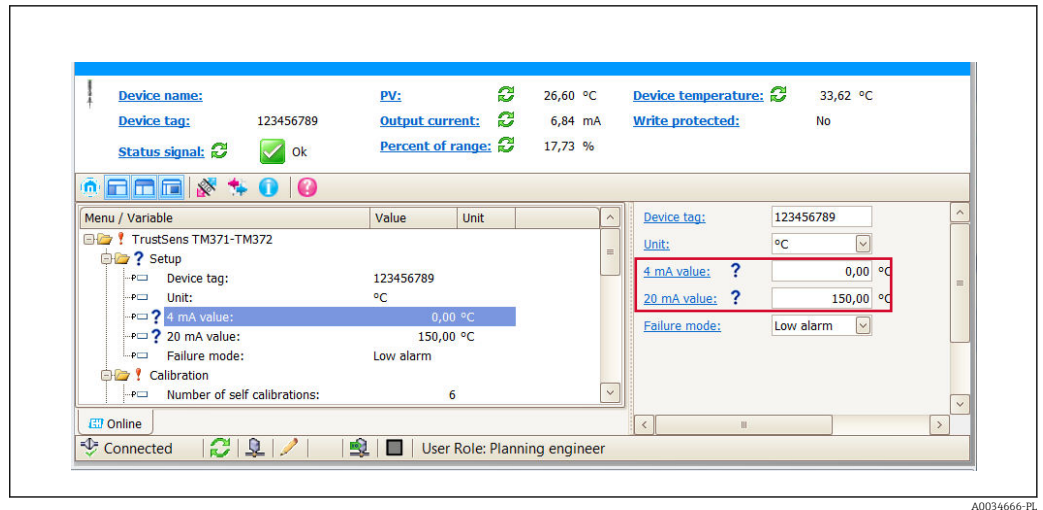 Device name: PV: 26,60 °C Device temperature: 33,62 °C
Device tag: 123456789 Output current: 6,84 mA Write protected: No
Status signal: Ok Percent of range: 17,73 %
Menu / Variable Value Unit
TrustSens TM371-TM372
? Setup
Device tag: 123456789
Unit: °C
? 4 mA value: 0,00 °C
? 20 mA value: 150,00 °C
Failure mode: Low alarm
Calibration
Number of self calibrations: 6
Device tag: 123456789
Unit: °C
4 mA value: ? 0,00 °C
20 mA value: ? 150,00 °C
Failure mode: Low alarm
Online
Connected User Role: Planning engineer
A0034666-PL